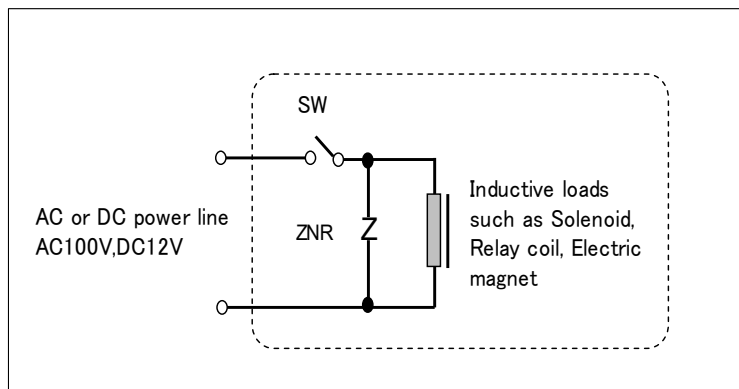 SW
Inductive loads
such as Solenoid,
Relay coil, Electric
magnet
AC or DC power line
AC100V,DC12V
ZNR